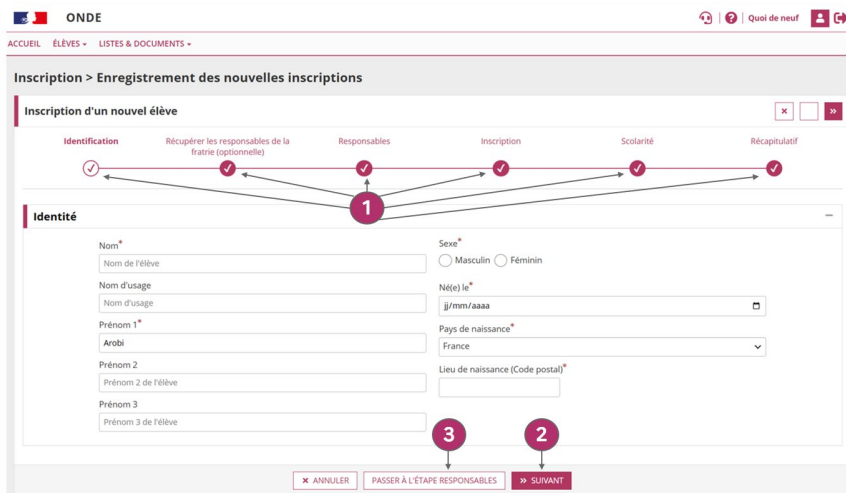 ONDE
Quoi de neuf
ACCUEIL ÉLÈVES LISTES & DOCUMENTS
Inscription > Enregistrement des nouvelles inscriptions
Inscription d'un nouvel élève
Identification
Récupérer les responsables de la
fratrie (optionnelle)
Responsables
Inscription
Scolarité
Récapitulatif
1
Identité
Nom*
Nom de l'élève
Nom d'usage
Nom d'usage
Prénom 1*
Arobi
Prénom 2
Prénom 2 de l'élève
Prénom 3
Prénom 3 de l'élève
Sexe*
Masculin Féminin
Né(e) le*
jj/mm/aaaa
Pays de naissance*
France
Lieu de naissance (Code postal)*
3 2
× ANNULER PASSER À L'ÉTAPE RESPONSABLES » SUIVANT